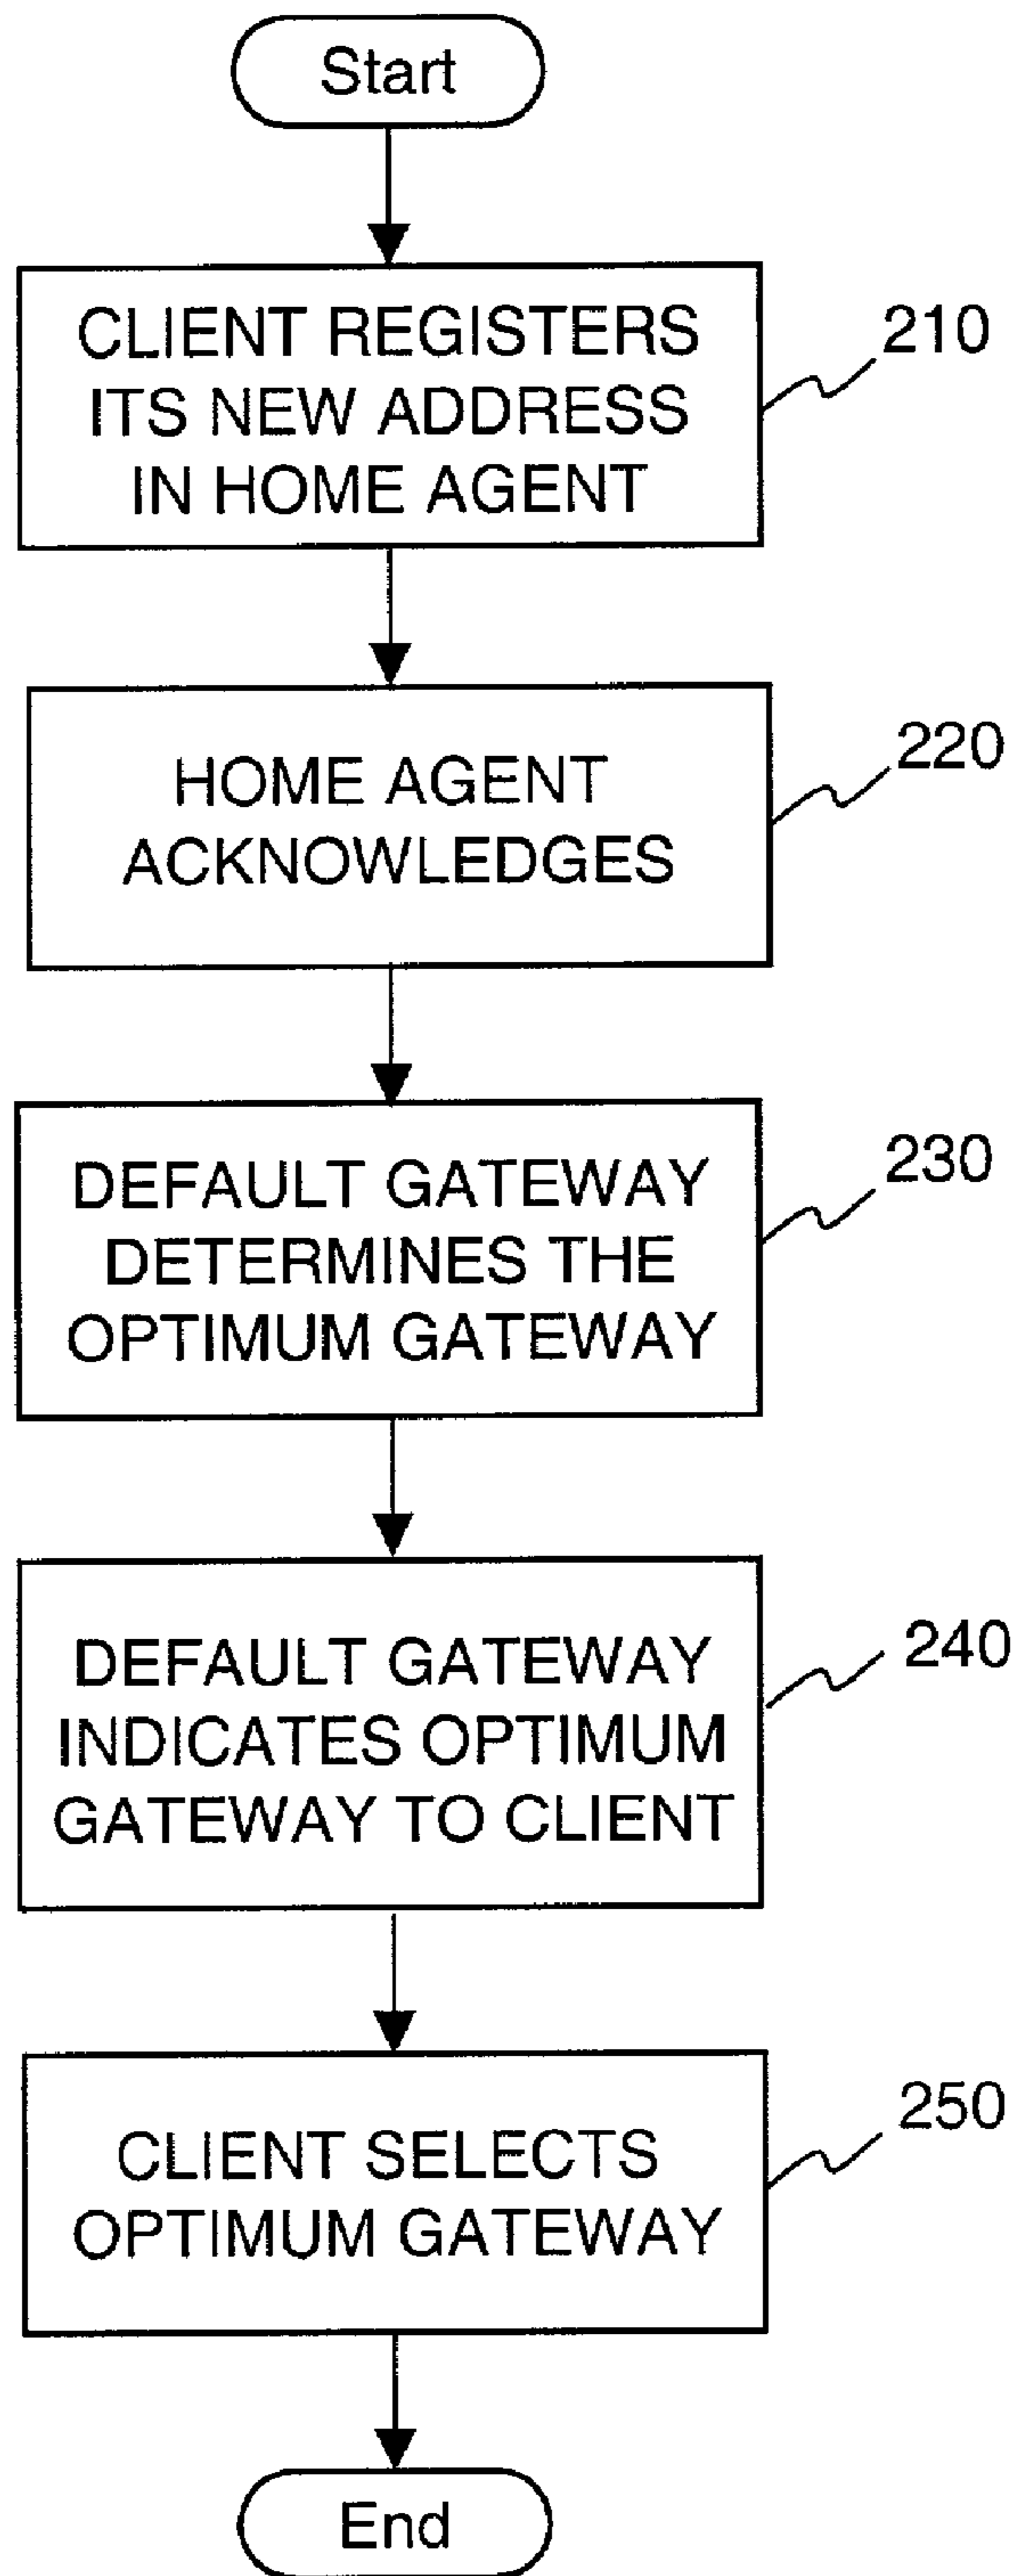 Start
CLIENT REGISTERS
ITS NEW ADDRESS
IN HOME AGENT
210
HOME AGENT
ACKNOWLEDGES
220
DEFAULT GATEWAY
DETERMINES THE
OPTIMUM GATEWAY
230
DEFAULT GATEWAY
INDICATES OPTIMUM
GATEWAY TO CLIENT
240
CLIENT SELECTS
OPTIMUM GATEWAY
250
End